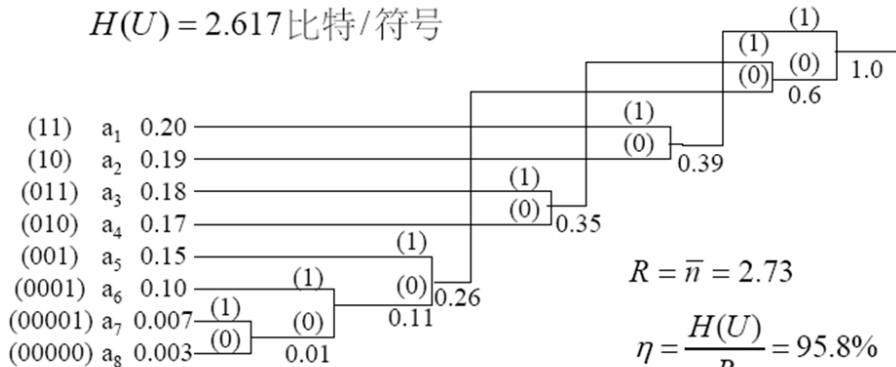 H(U) = 2.617 比特/符号
(1)
(1)
(0)
(0)
1.0
0.6
(11) a₁ 0.20
(1)
(10) a₂ 0.19
(0)
0.39
(011) a₃ 0.18
(1)
(010) a₄ 0.17
(0)
0.35
(001) a₅ 0.15
(1)
R = n̅ = 2.73
(0001) a₆ 0.10
(1)
(0)
0.26
(00001) a₇ 0.007
(1)
(0)
0.11
(00000) a₈ 0.003
(0)
0.01
η = H(U)/R = 95.8%